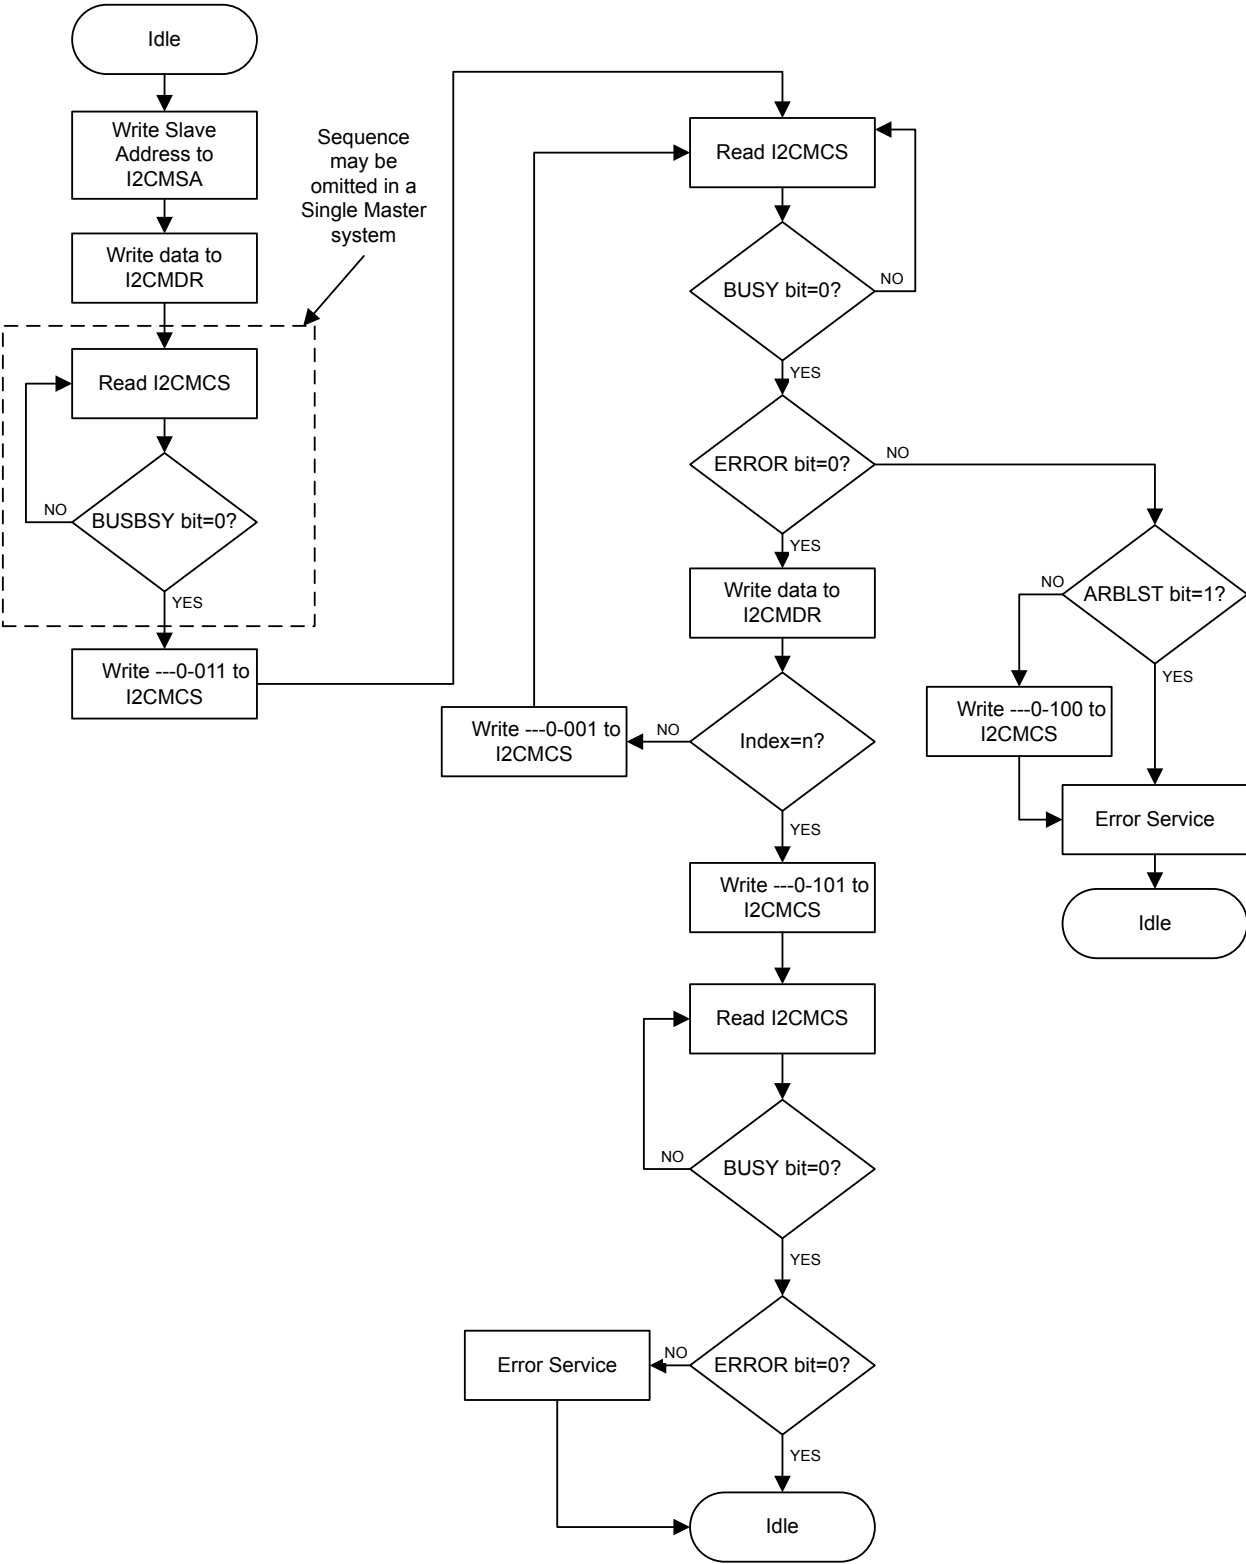 Idle
Write Slave
Address to
I2CMSA
Write data to
I2CMDR
Sequence
may be
omitted in a
Single Master
system
Read I2CMCS
BUSBSY bit=0?
NO
YES
Write ---0-011 to
I2CMCS
Read I2CMCS
BUSY bit=0?
NO
YES
ERROR bit=0?
NO
YES
Write data to
I2CMDR
Index=n?
NO
Write ---0-001 to
I2CMCS
YES
ARBLST bit=1?
NO
Write ---0-100 to
I2CMCS
YES
Error Service
Idle
Write ---0-101 to
I2CMCS
Read I2CMCS
BUSY bit=0?
NO
YES
ERROR bit=0?
NO
Error Service
YES
Idle